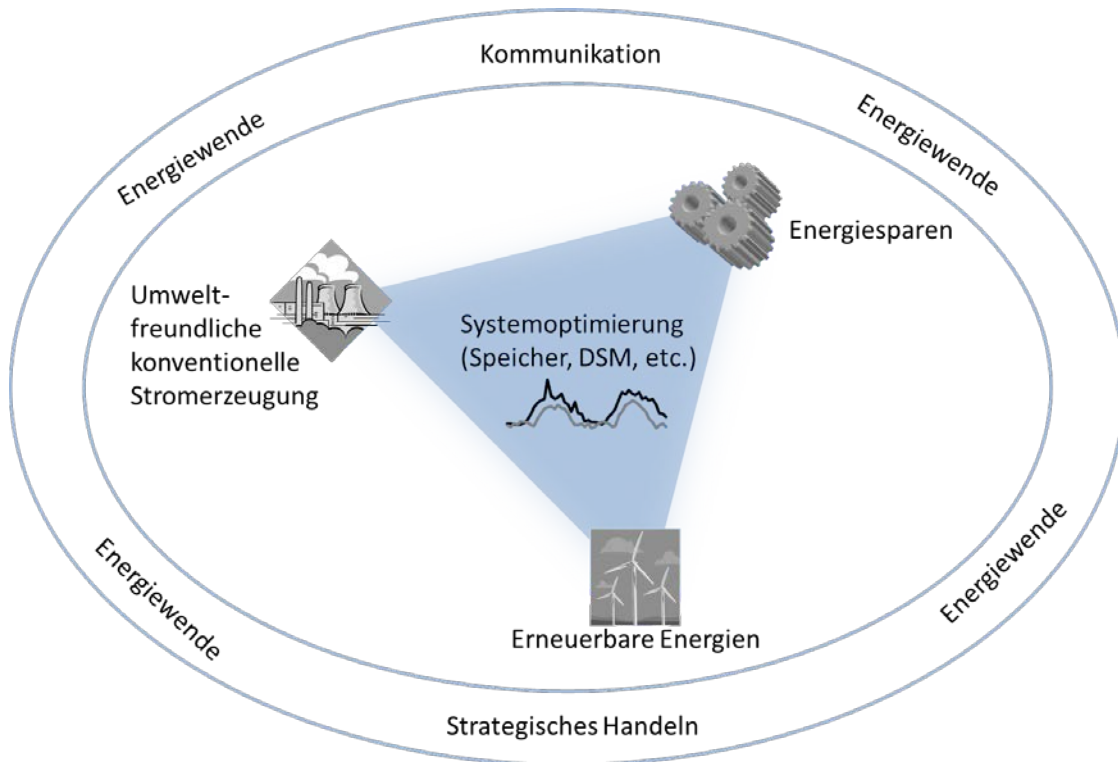 Kommunikation
Energiewende
Energiewende
Energiesparen
Umwelt-
freundliche
konventionelle
Stromerzeugung
Systemoptimierung
(Speicher, DSM, etc.)
Erneuerbare Energien
Energiewende
Energiewende
Strategisches Handeln